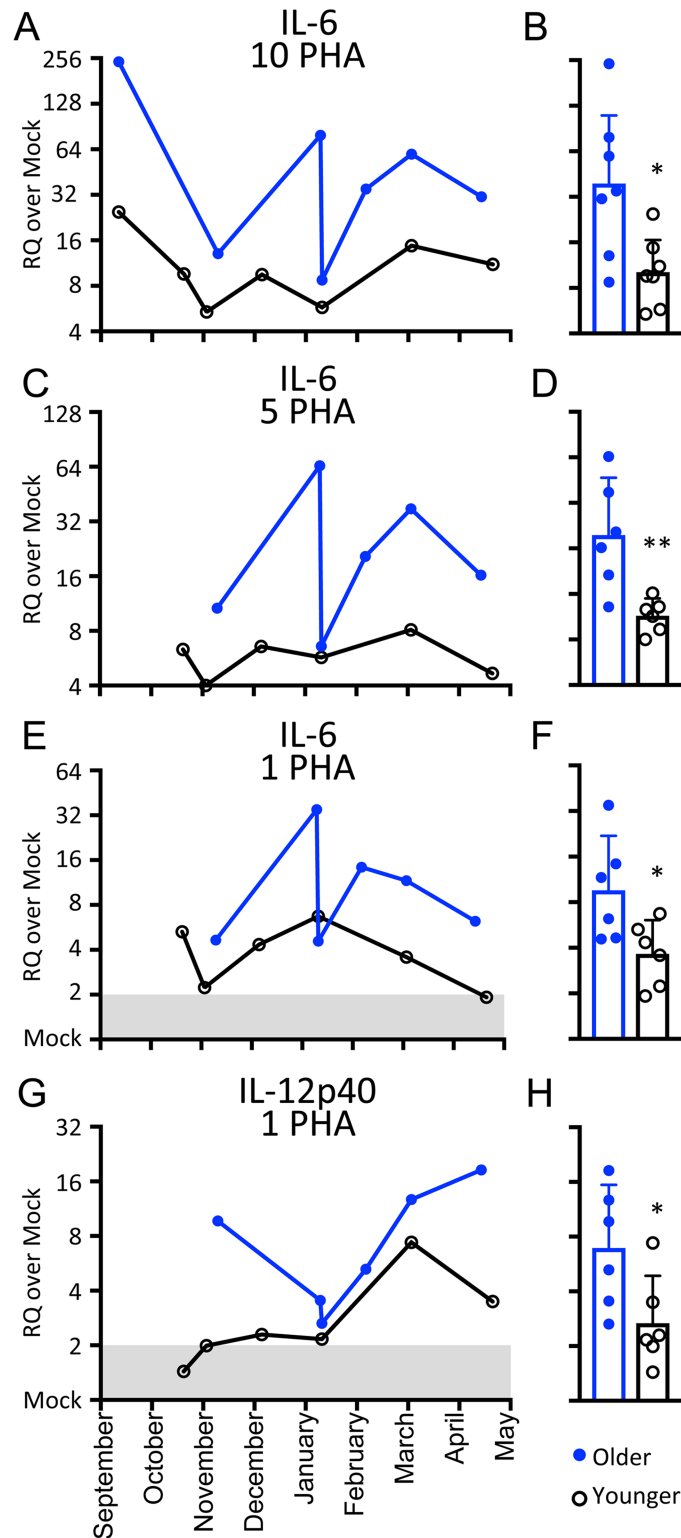 A
IL-6
10 PHA
B
RQ over Mock
256
128
64
32
16
8
4
*
C
IL-6
5 PHA
D
RQ over Mock
128
64
32
16
8
4
**
E
IL-6
1 PHA
F
RQ over Mock
64
32
16
8
4
2
Mock
*
G
IL-12p40
1 PHA
H
RQ over Mock
32
16
8
4
2
Mock
*
September
October
November
December
January
February
March
April
May
Older
Younger